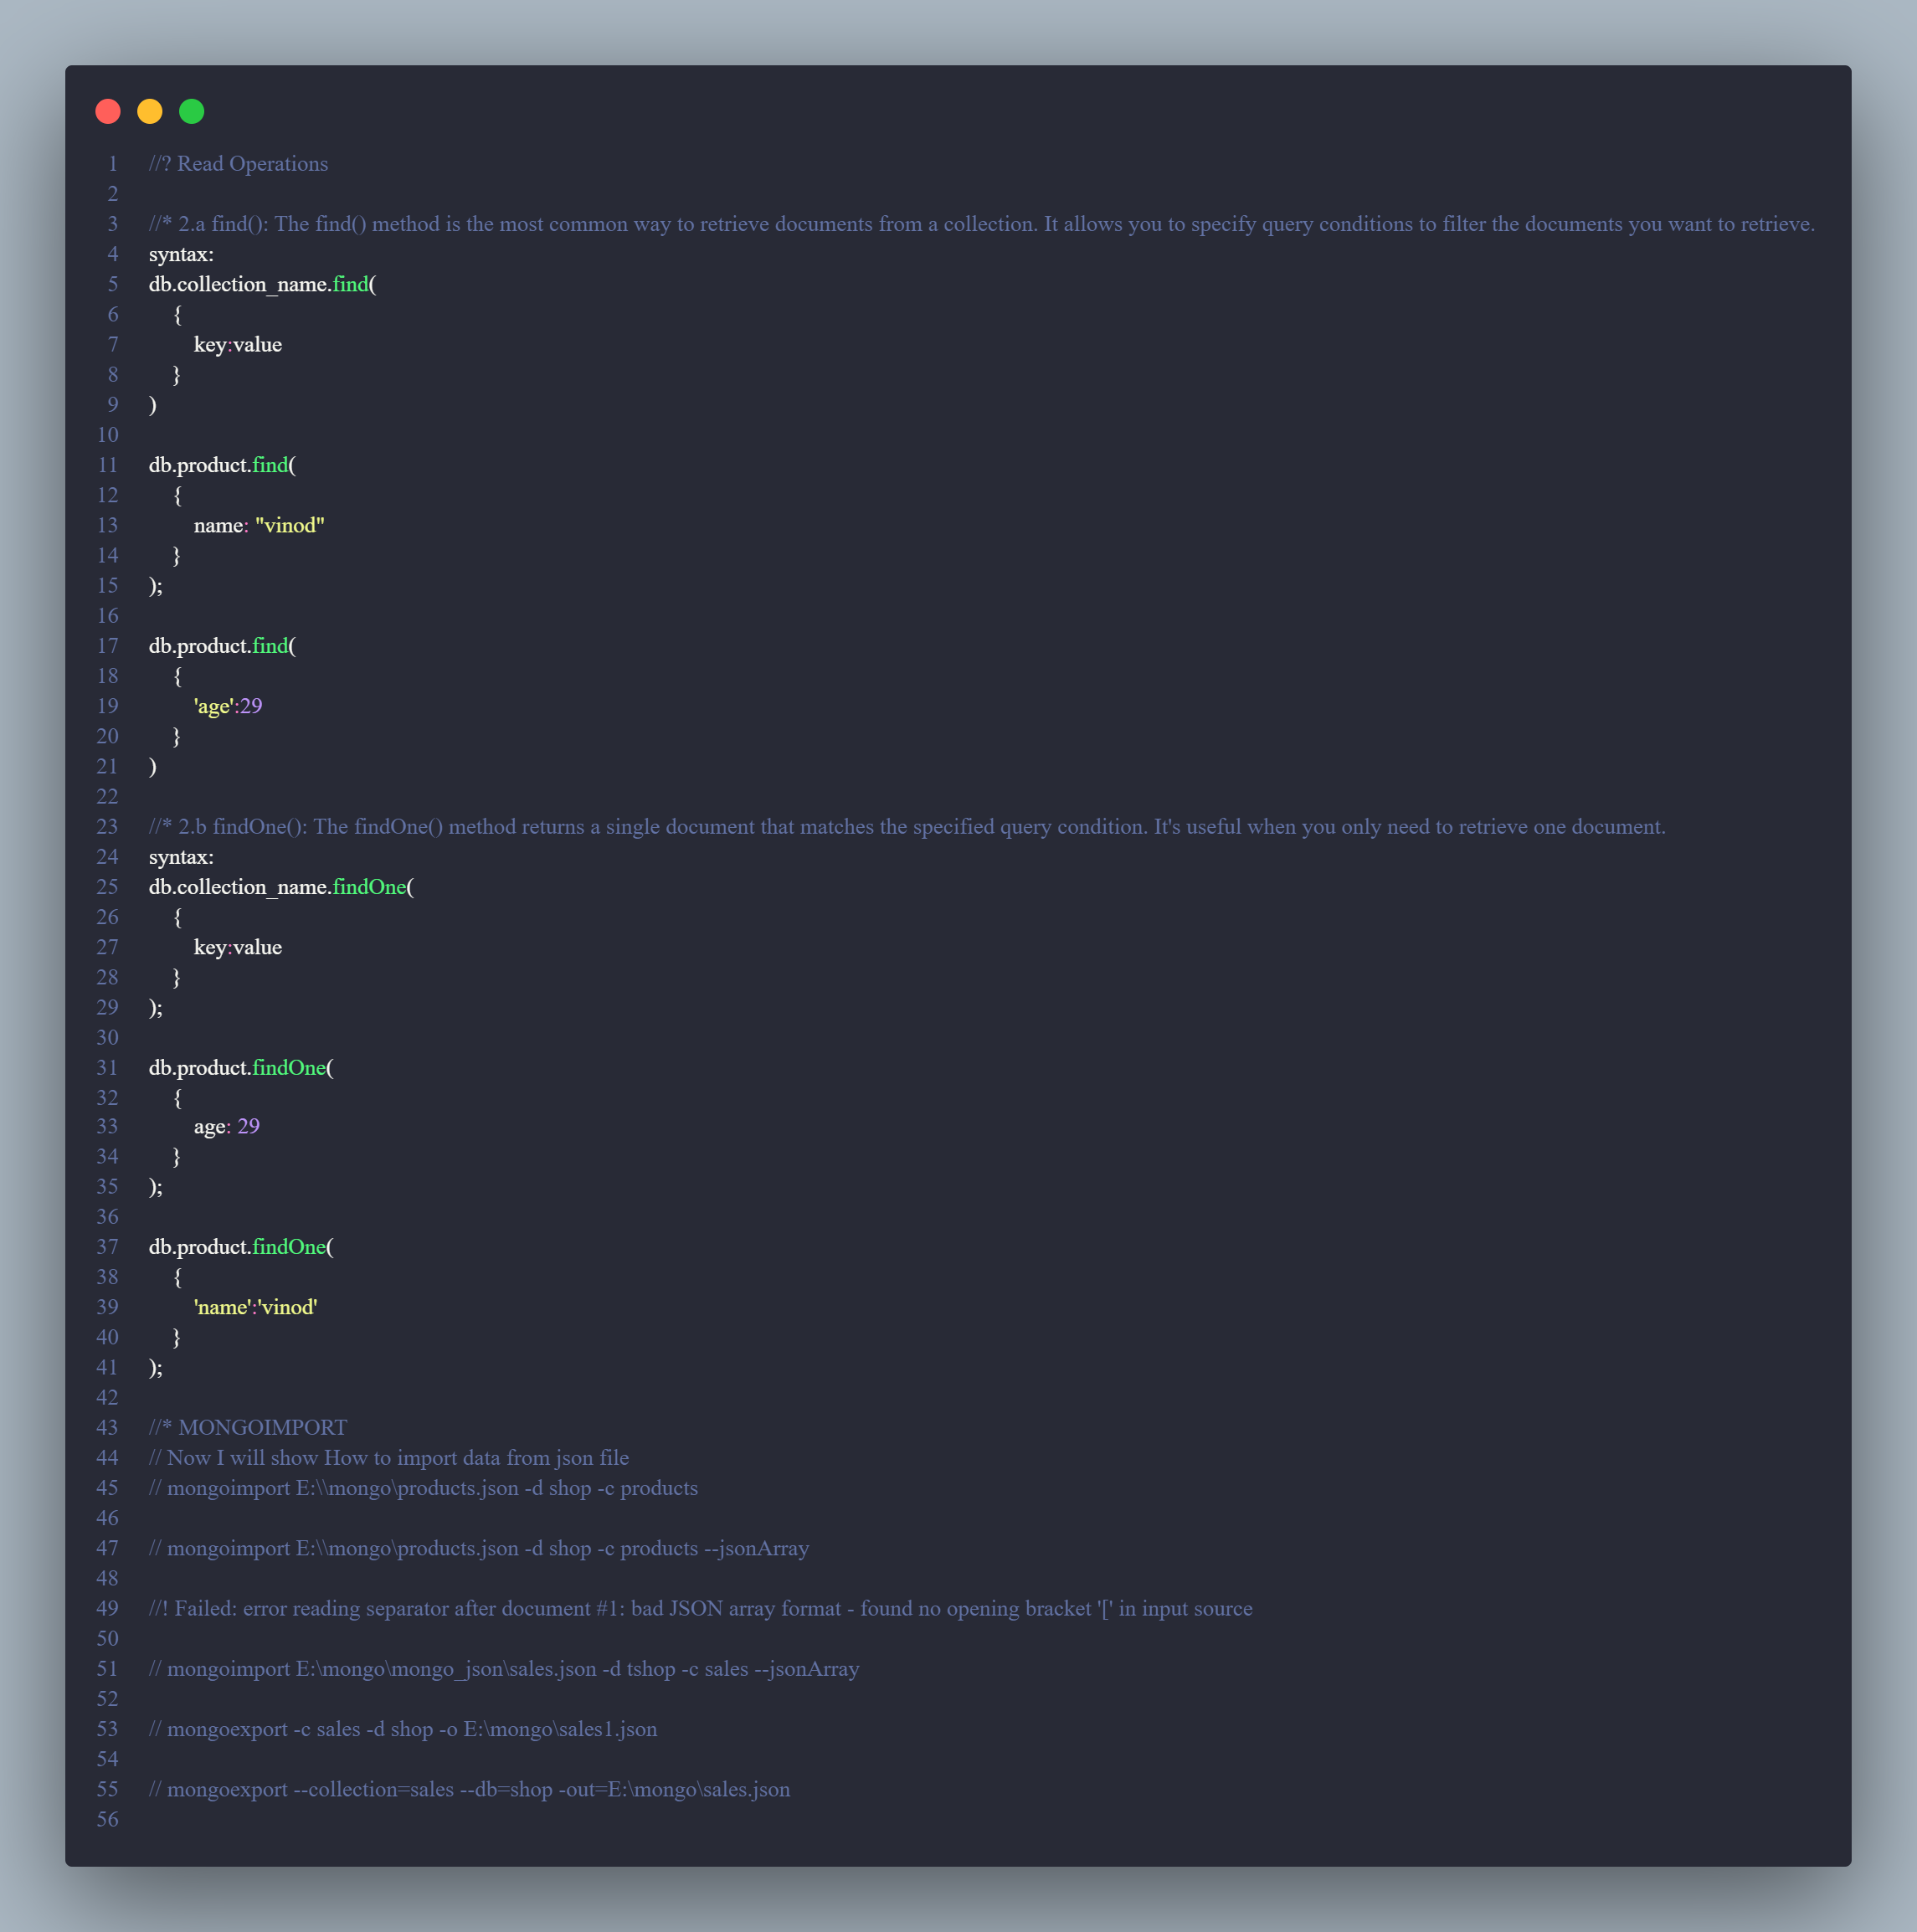 1 //? Read Operations
2
3 //* 2.a find(): The find() method is the most common way to retrieve documents from a collection. It allows you to specify query conditions to filter the documents you want to retrieve.
4 syntax:
5 db.collection_name.find(
6 {
7 key:value
8 }
9 )
10
11 db.product.find(
12 {
13 name: "vinod"
14 }
15 );
16
17 db.product.find(
18 {
19 'age':29
20 }
21 )
22
23 //* 2.b findOne(): The findOne() method returns a single document that matches the specified query condition. It's useful when you only need to retrieve one document.
24 syntax:
25 db.collection_name.findOne(
26 {
27 key:value
28 }
29 );
30
31 db.product.findOne(
32 {
33 age: 29
34 }
35 );
36
37 db.product.findOne(
38 {
39 'name':'vinod'
40 }
41 );
42
43 //* MONGOIMPORT
44 // Now I will show How to import data from json file
45 // mongoimport E:\\mongo\products.json -d shop -c products
46
47 // mongoimport E:\\mongo\products.json -d shop -c products --jsonArray
48
49 //! Failed: error reading separator after document #1: bad JSON array format - found no opening bracket '[' in input source
50
51 // mongoimport E:\mongo\mongo_json\sales.json -d tshop -c sales --jsonArray
52
53 // mongoexport -c sales -d shop -o E:\mongo\sales1.json
54
55 // mongoexport --collection=sales --db=shop -out=E:\mongo\sales.json
56